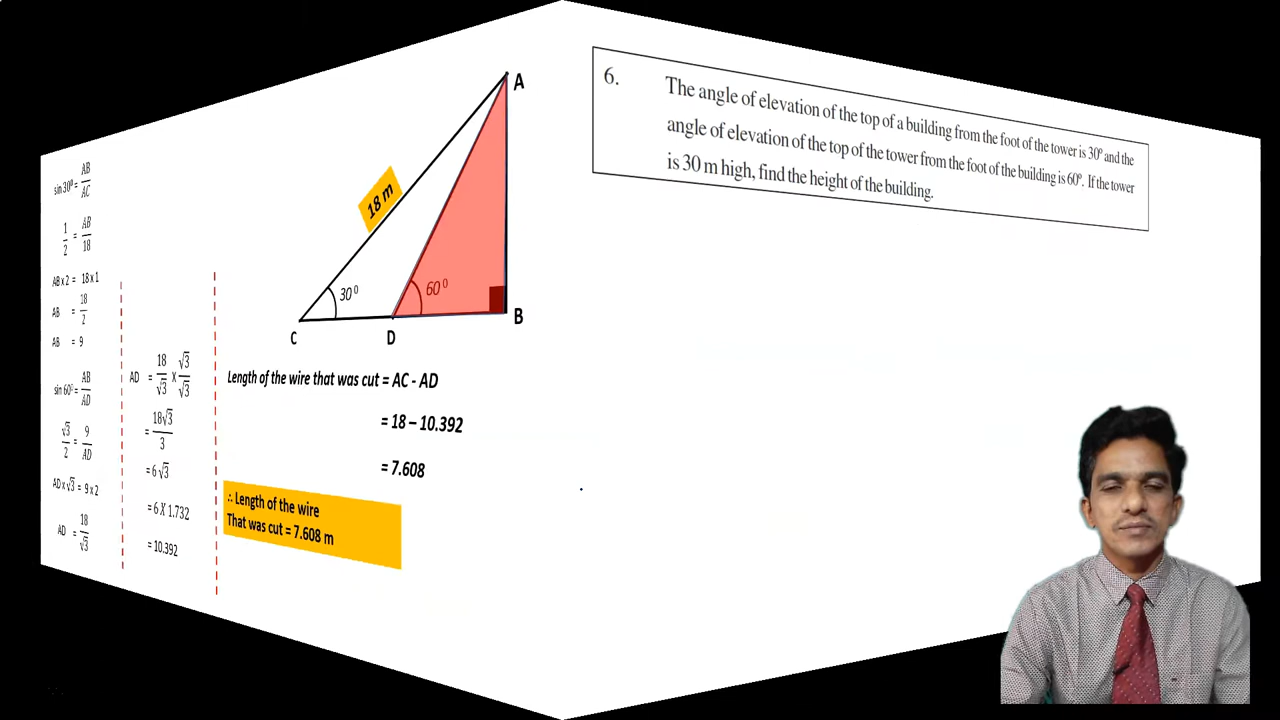 sin 30⁰ = AB/AC
1/2 = AB/18
AB x 2 = 18 x 1
AB = 18/2
AB = 9
sin 60⁰ = AB/AD
√3/2 = 9/AD
AD x √3 = 9 x 2
AD = 18/√3
AD = 18/√3 X √3/√3
= 18√3/3
= 6 √3
= 6 X 1.732
= 10.392
A
18 m
30⁰
60⁰
B
C
D
Length of the wire that was cut = AC - AD
= 18 – 10.392
= 7.608
∴ Length of the wire
That was cut = 7.608 m
6. The angle of elevation of the top of a building from the foot of the tower is 30⁰ and the
angle of elevation of the top of the tower from the foot of the building is 60⁰. If the tower
is 30 m high, find the height of the building.